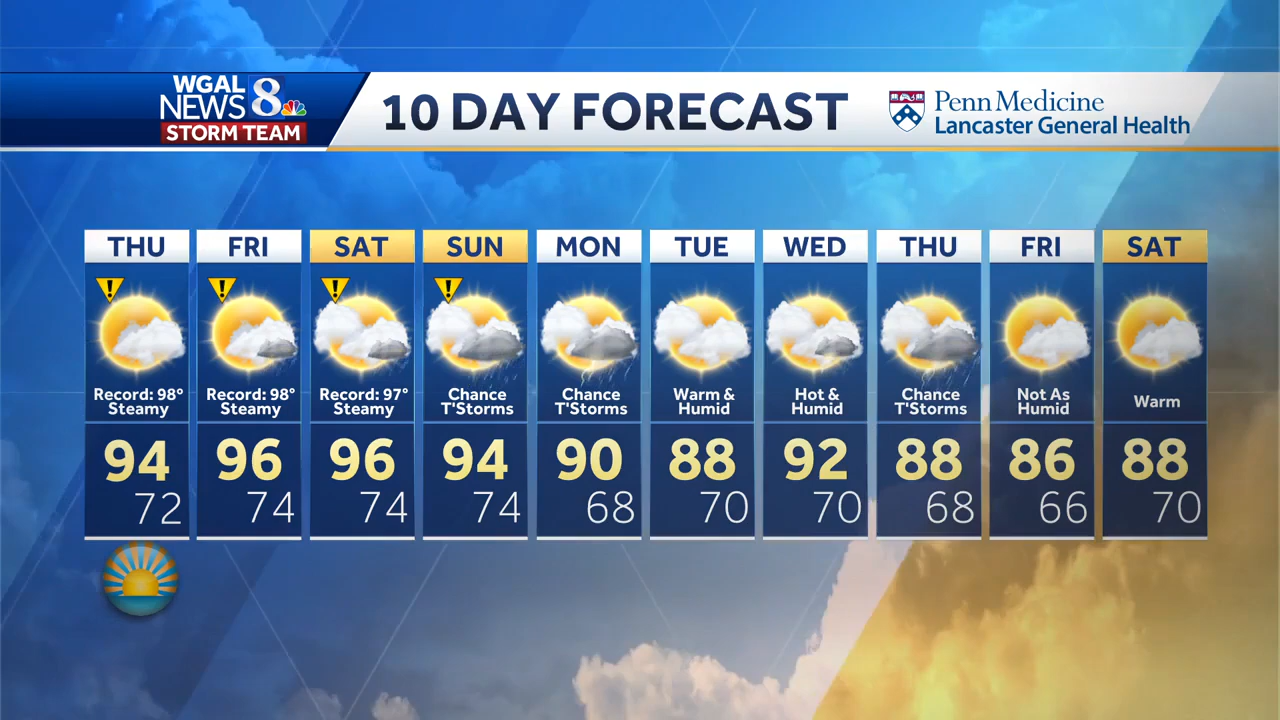 WGAL
NEWS 8
STORM TEAM
10 DAY FORECAST
Penn Medicine
Lancaster General Health
THU
!
Record: 98°
Steamy
94
72
FRI
!
Record: 98°
Steamy
96
74
SAT
!
Record: 97°
Steamy
96
74
SUN
!
Chance
T'Storms
94
74
MON
Chance
T'Storms
90
68
TUE
Warm &
Humid
88
70
WED
Hot &
Humid
92
70
THU
Chance
T'Storms
88
68
FRI
Not As
Humid
86
66
SAT
Warm
88
70